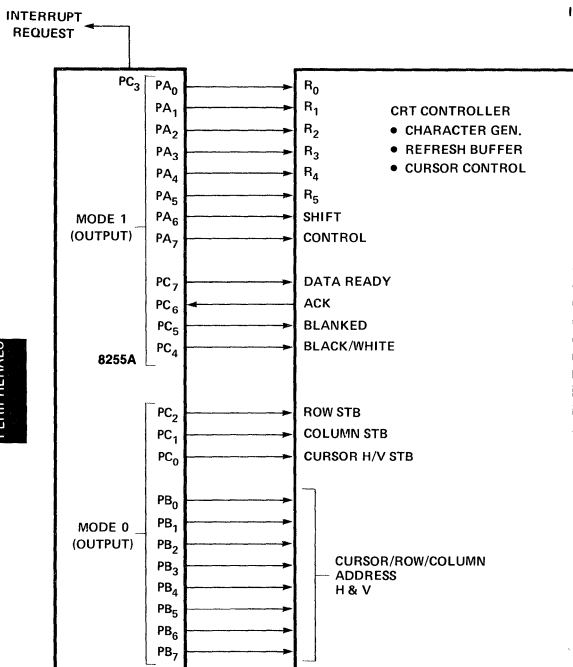 INTERRUPT
REQUEST
PC3
PA0 R0
PA1 R1
PA2 R2
PA3 R3
PA4 R4
PA5 R5
PA6 SHIFT
PA7 CONTROL
CRT CONTROLLER
• CHARACTER GEN.
• REFRESH BUFFER
• CURSOR CONTROL
MODE 1
(OUTPUT)
PC7 DATA READY
PC6 ACK
PC5 BLANKED
PC4 BLACK/WHITE
8255A
PC2 ROW STB
PC1 COLUMN STB
PC0 CURSOR H/V STB
MODE 0
(OUTPUT)
PB0
PB1
PB2
PB3
PB4
PB5
PB6
PB7
CURSOR/ROW/COLUMN
ADDRESS
H & V